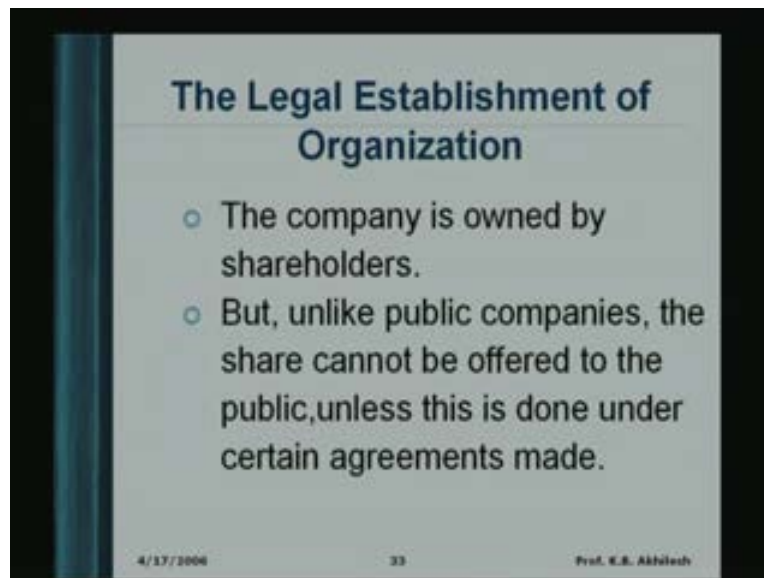 The Legal Establishment of
Organization
The company is owned by
shareholders.
But, unlike public companies, the
share cannot be offered to the
public,unless this is done under
certain agreements made.
4/17/2006 33 Prof. K.B. Akhilesh